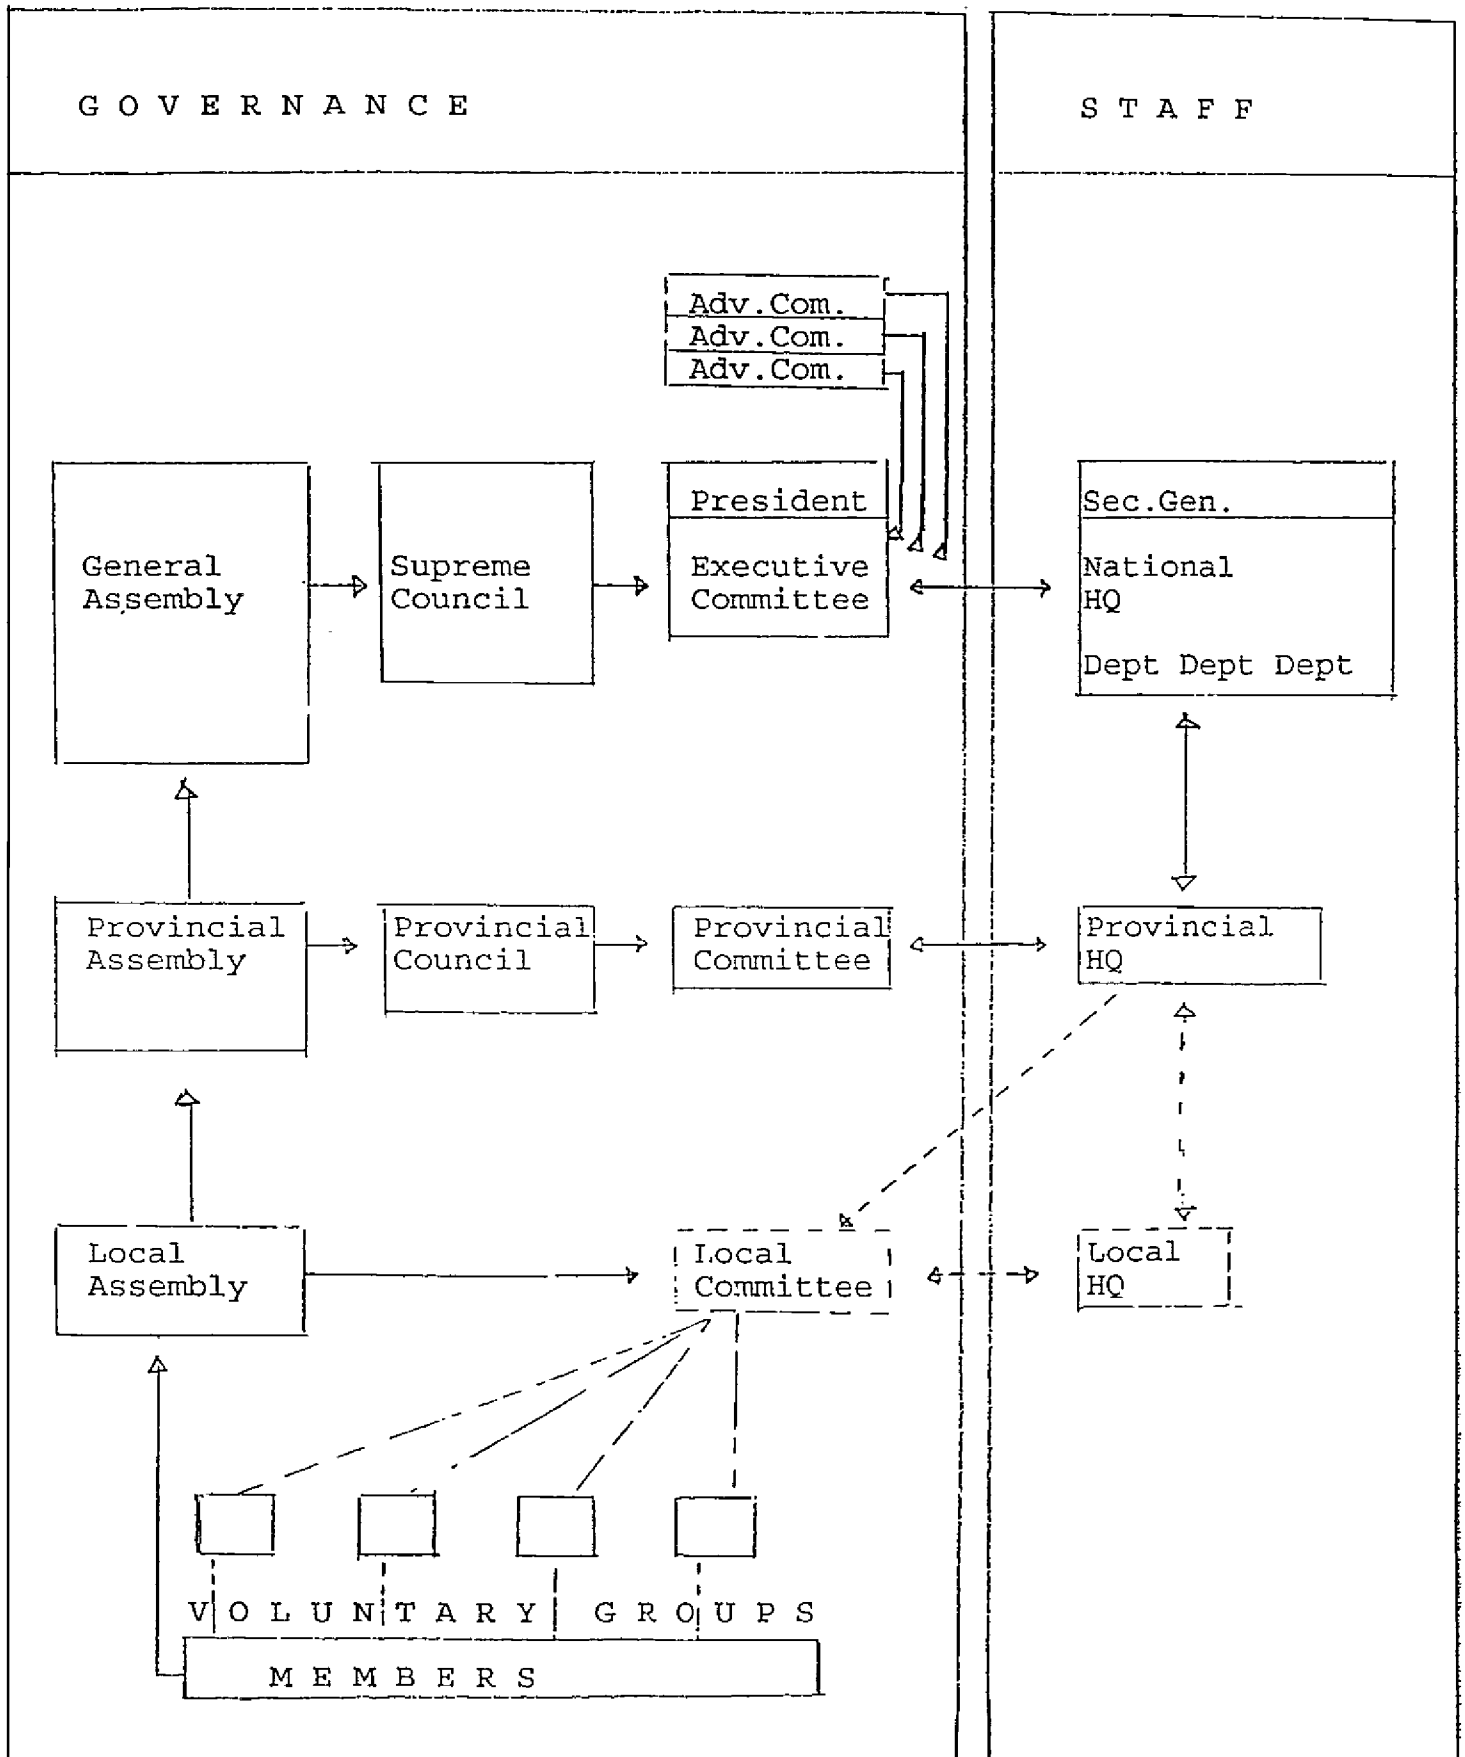 G O V E R N A N C E
S T A F F
Adv.Com.
Adv.Com.
Adv.Com.
General
Assembly
Supreme
Council
President
Executive
Committee
Sec.Gen.
National
HQ
Dept Dept Dept
Provincial
Assembly
Provincial
Council
Provincial
Committee
Provincial
HQ
Local
Assembly
Local
Committee
Local
HQ
V O L U N T A R Y G R O U P S
M E M B E R S